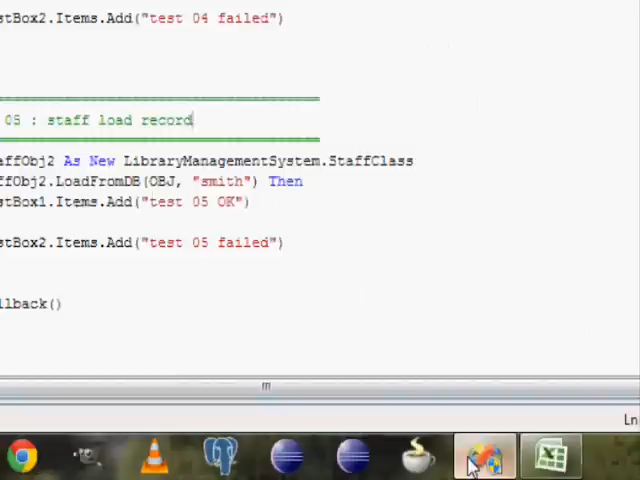 stBox2.Items.Add("test 04 failed")
05 : staff load record
affObj2 As New LibraryManagementSystem.StaffClass
ffObj2.LoadFromDB(OBJ, "smith") Then
stBox1.Items.Add("test 05 OK")
stBox2.Items.Add("test 05 failed")
llback()
Ln